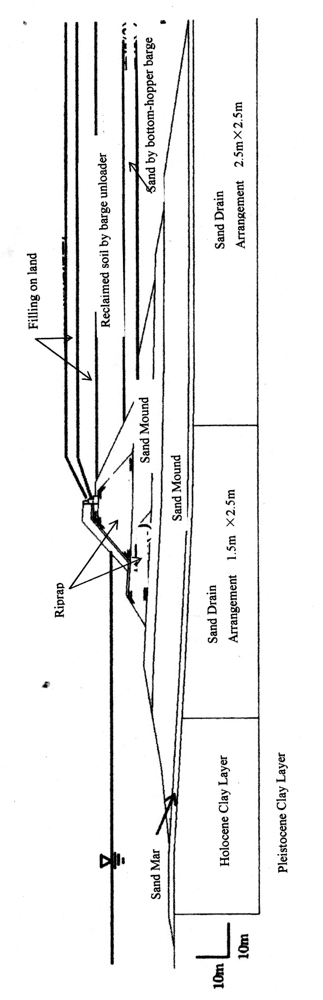 Filling on land
Reclaimed soil by barge unloader
Sand by bottom-hopper barge
Riprap
Sand Mound
Sand Mound
Sand Mar
Sand Drain
Arrangement 1.5m ×2.5m
Sand Drain
Arrangement 2.5m×2.5m
Holocene Clay Layer
Pleistocene Clay Layer
10m
10m